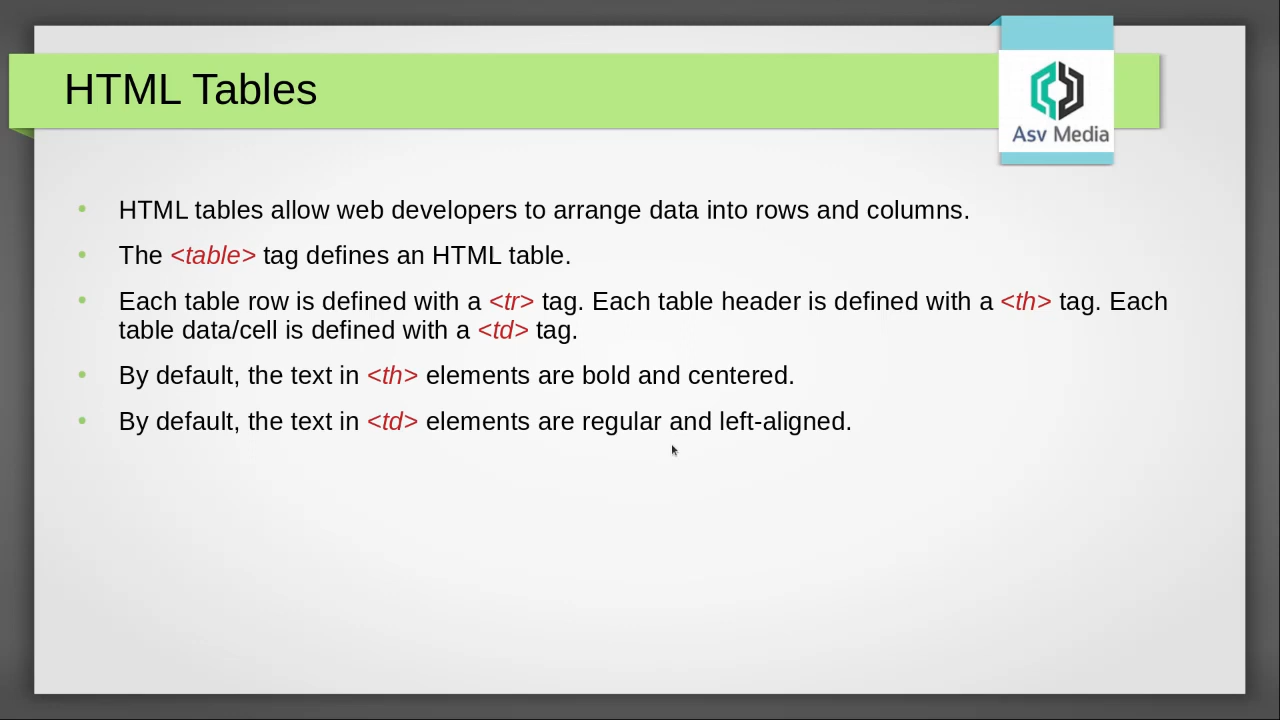 HTML Tables
Asv Media
HTML tables allow web developers to arrange data into rows and columns.
The <table> tag defines an HTML table.
Each table row is defined with a <tr> tag. Each table header is defined with a <th> tag. Each
table data/cell is defined with a <td> tag.
By default, the text in <th> elements are bold and centered.
By default, the text in <td> elements are regular and left-aligned.